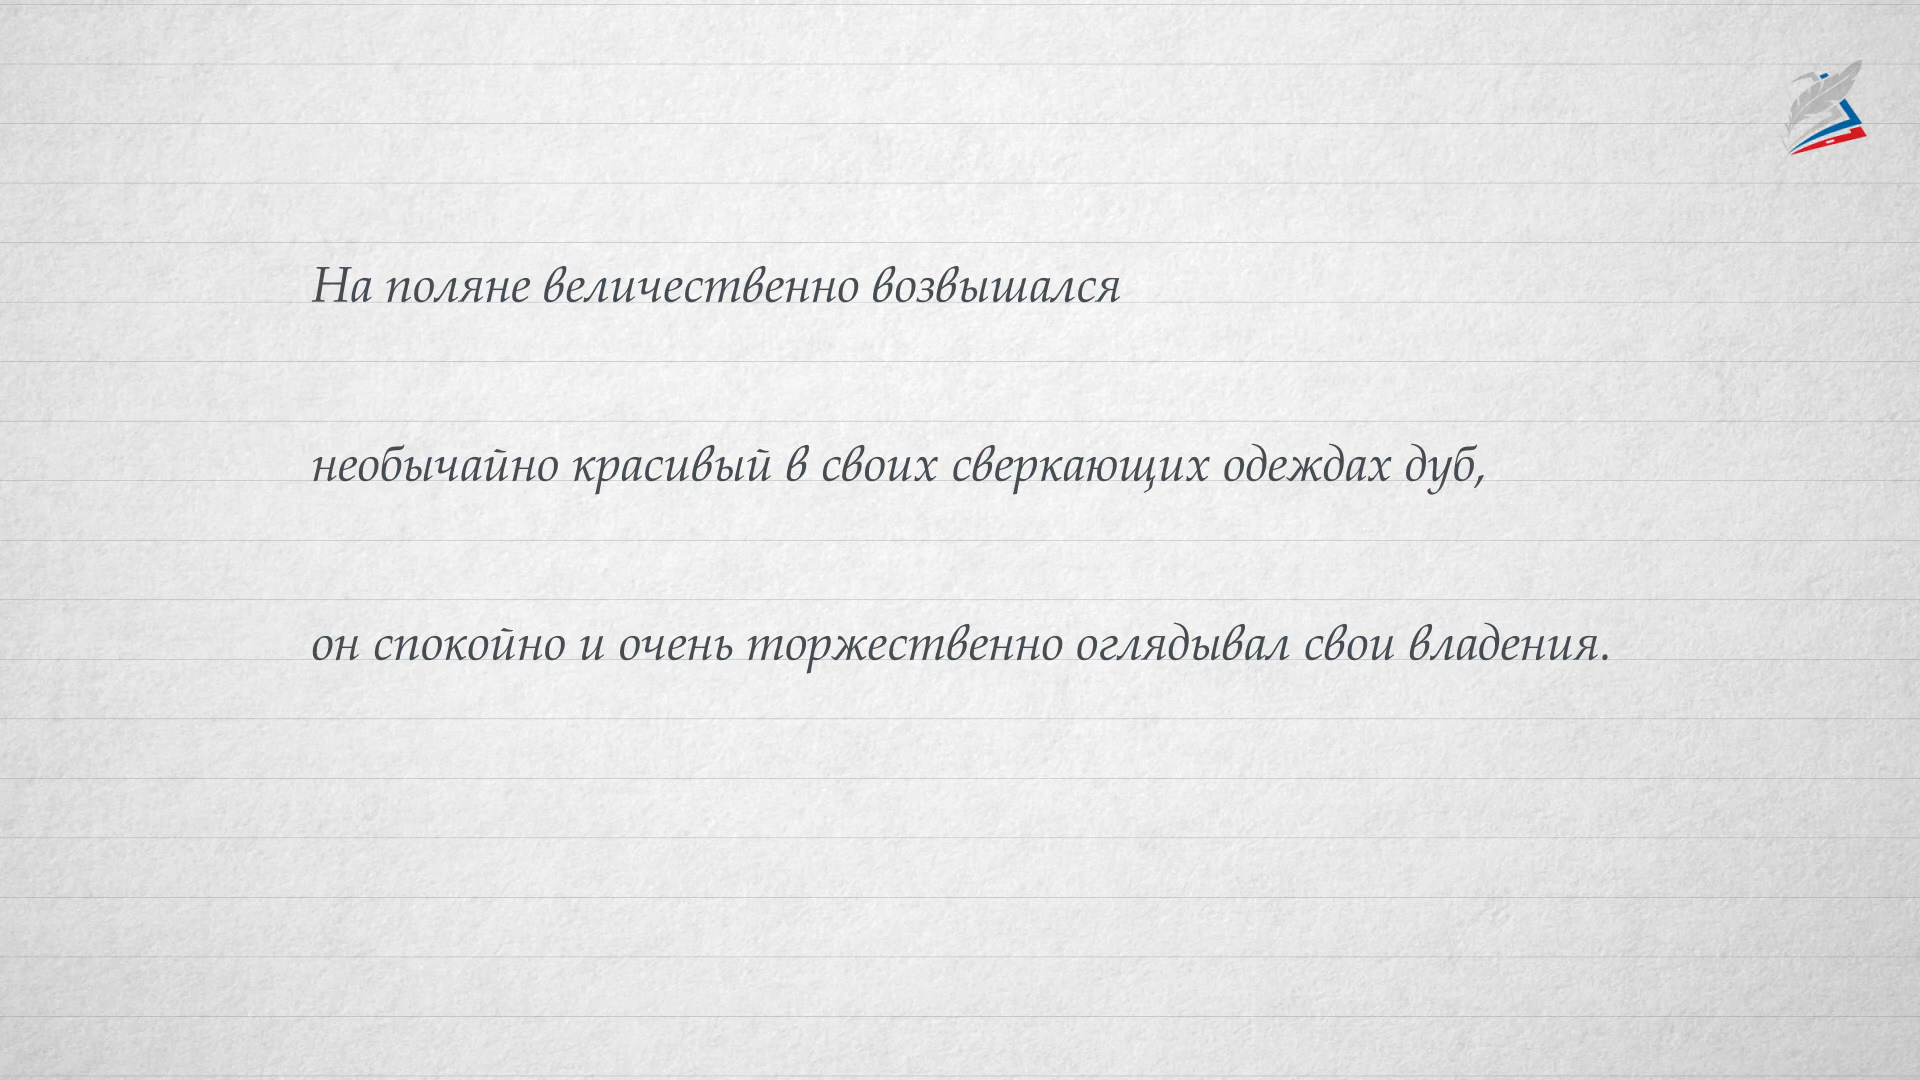 На поляне величественно возвышался
необычайно красивый в своих сверкающих одеждах дуб,
он спокойно и очень торжественно оглядывал свои владения.